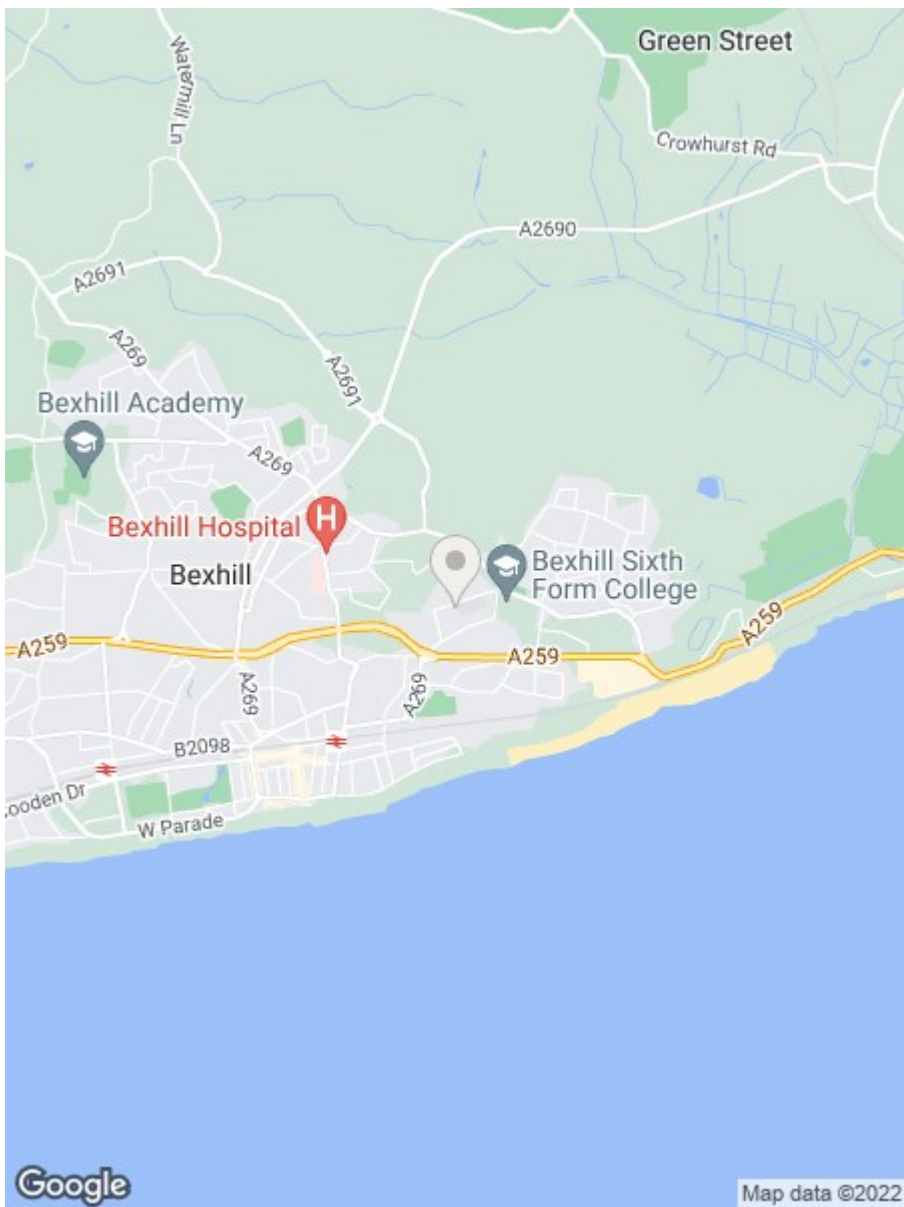 Green Street
Watermill Ln
Crowhurst Rd
A2690
A2691
A269
A2691
Bexhill Academy
A269
Bexhill Hospital
H
Bexhill
Bexhill Sixth
Form College
A259
A259
A259
A269
A269
B2098
Cooden Dr
W Parade
Google
Map data ©2022